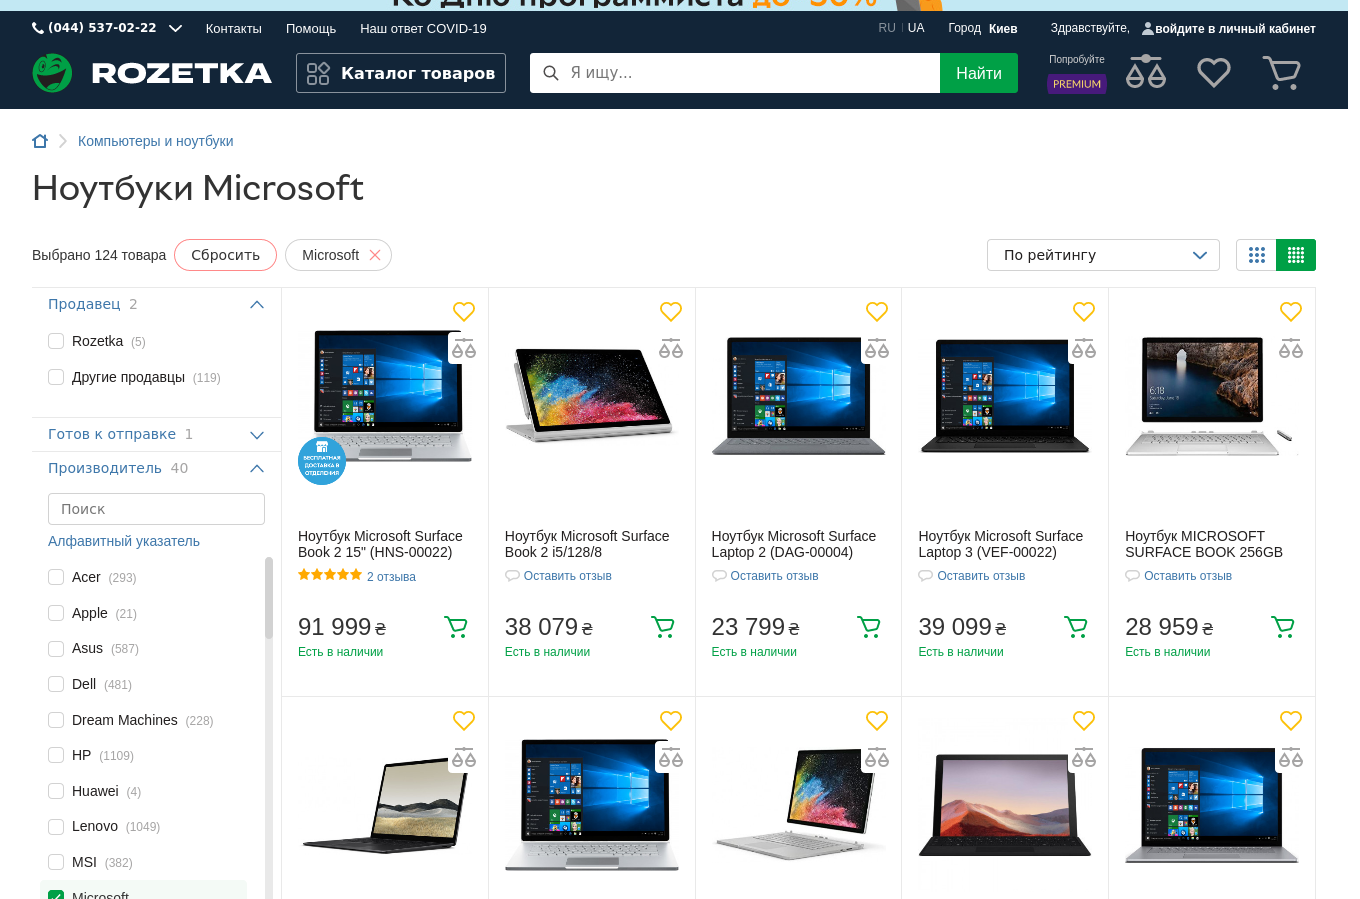 Ко Дню программиста до -50%
(044) 537-02-22
Контакты
Помощь
Наш ответ COVID-19
RU
UA
Город
Киев
Здравствуйте,
войдите в личный кабинет
ROZETKA
Каталог товаров
Я ищу...
Найти
Попробуйте
PREMIUM
Компьютеры и ноутбуки
Ноутбуки Microsoft
Выбрано 124 товара
Сбросить
Microsoft
По рейтингу
Продавец 2
Rozetka (5)
Другие продавцы (119)
Готов к отправке 1
Производитель 40
Поиск
Алфавитный указатель
Acer (293)
Apple (21)
Asus (587)
Dell (481)
Dream Machines (228)
HP (1109)
Huawei (4)
Lenovo (1049)
MSI (382)
Microsoft
БЕСПЛАТНАЯ
ДОСТАВКА В
ОТДЕЛЕНИЯ
Ноутбук Microsoft Surface
Book 2 15" (HNS-00022)
2 отзыва
91 999 ₴
Есть в наличии
Ноутбук Microsoft Surface
Book 2 i5/128/8
Оставить отзыв
38 079 ₴
Есть в наличии
Ноутбук Microsoft Surface
Laptop 2 (DAG-00004)
Оставить отзыв
23 799 ₴
Есть в наличии
Ноутбук Microsoft Surface
Laptop 3 (VEF-00022)
Оставить отзыв
39 099 ₴
Есть в наличии
6:18
Ноутбук MICROSOFT
SURFACE BOOK 256GB
Оставить отзыв
28 959 ₴
Есть в наличии